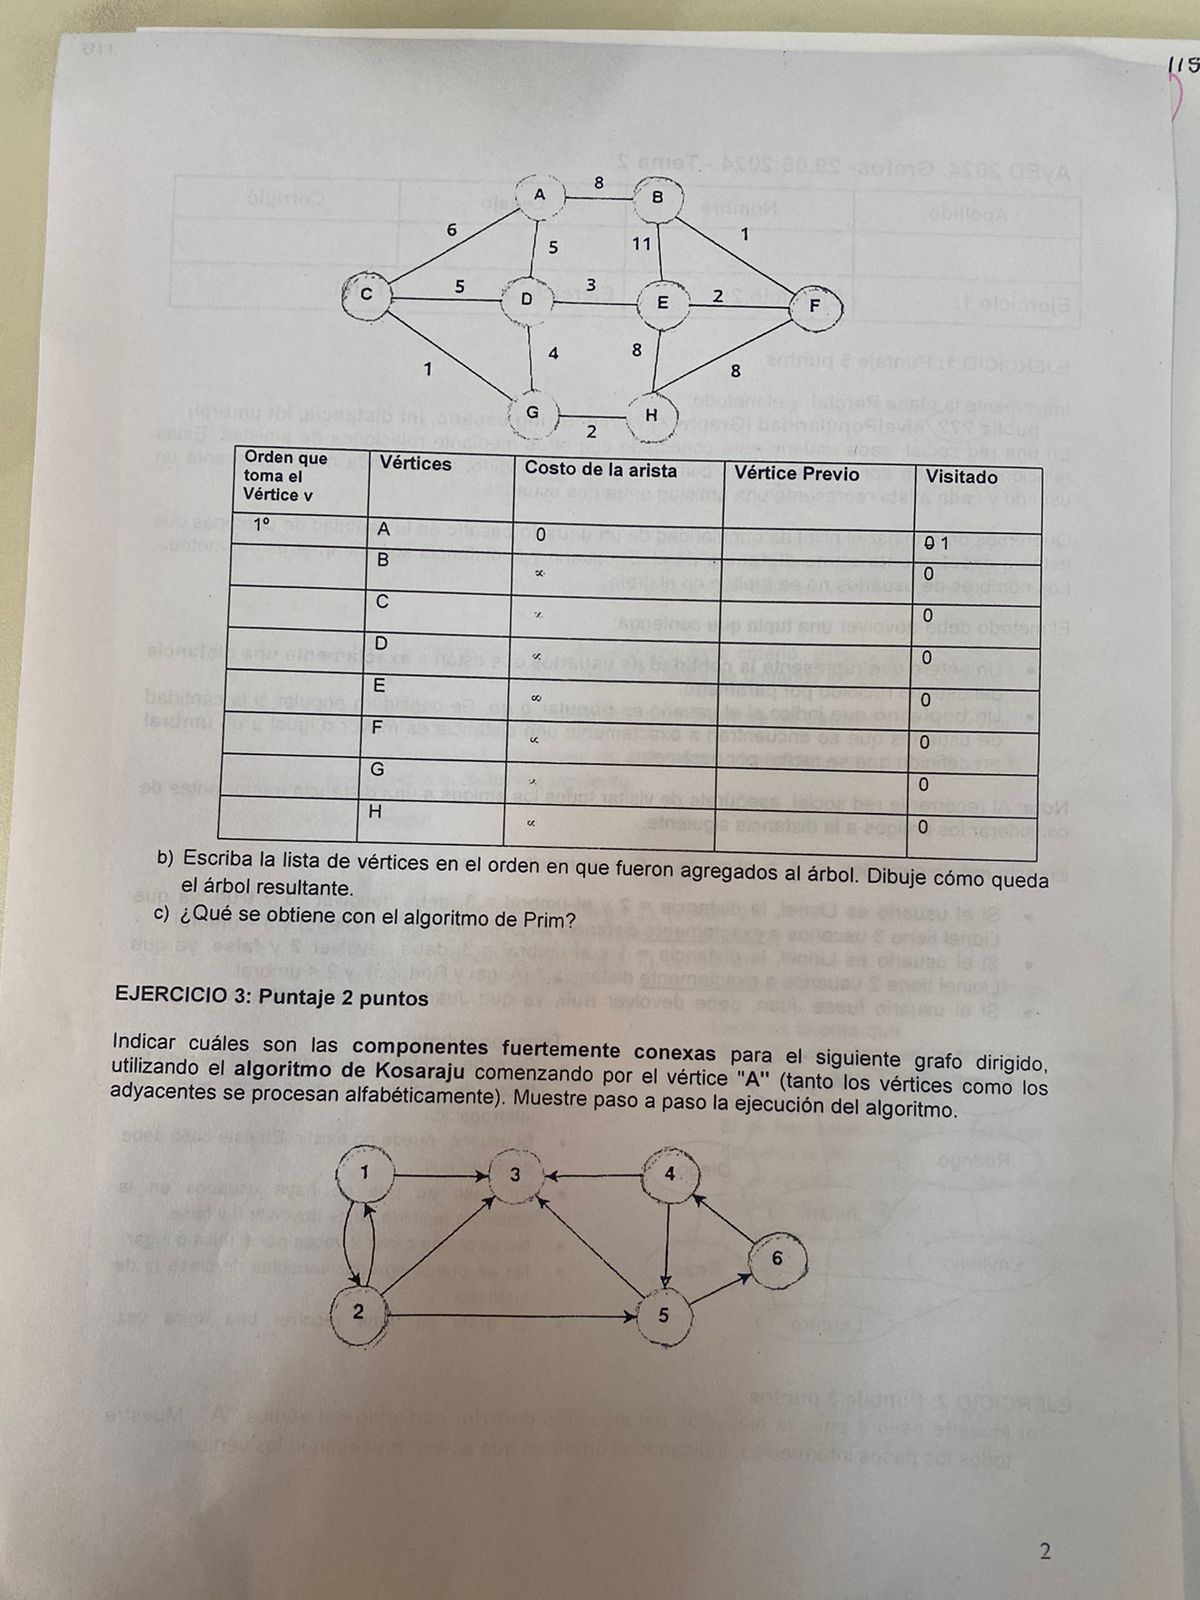 115
A
8
B
6
5
11
1
C
5
D
3
E
2
F
1
4
8
8
G
2
H
Orden que toma el Vértice v
Vértices
Costo de la arista
Vértice Previo
Visitado
1º
A
0
0 1
B
∞
0
C
0
D
∞
0
E
∞
0
F
∞
0
G
0
H
∞
0
b) Escriba la lista de vértices en el orden en que fueron agregados al árbol. Dibuje cómo queda
el árbol resultante.
c) ¿Qué se obtiene con el algoritmo de Prim?
EJERCICIO 3: Puntaje 2 puntos
Indicar cuáles son las componentes fuertemente conexas para el siguiente grafo dirigido,
utilizando el algoritmo de Kosaraju comenzando por el vértice "A" (tanto los vértices como los
adyacentes se procesan alfabéticamente). Muestre paso a paso la ejecución del algoritmo.
1
3
4
6
2
5
2